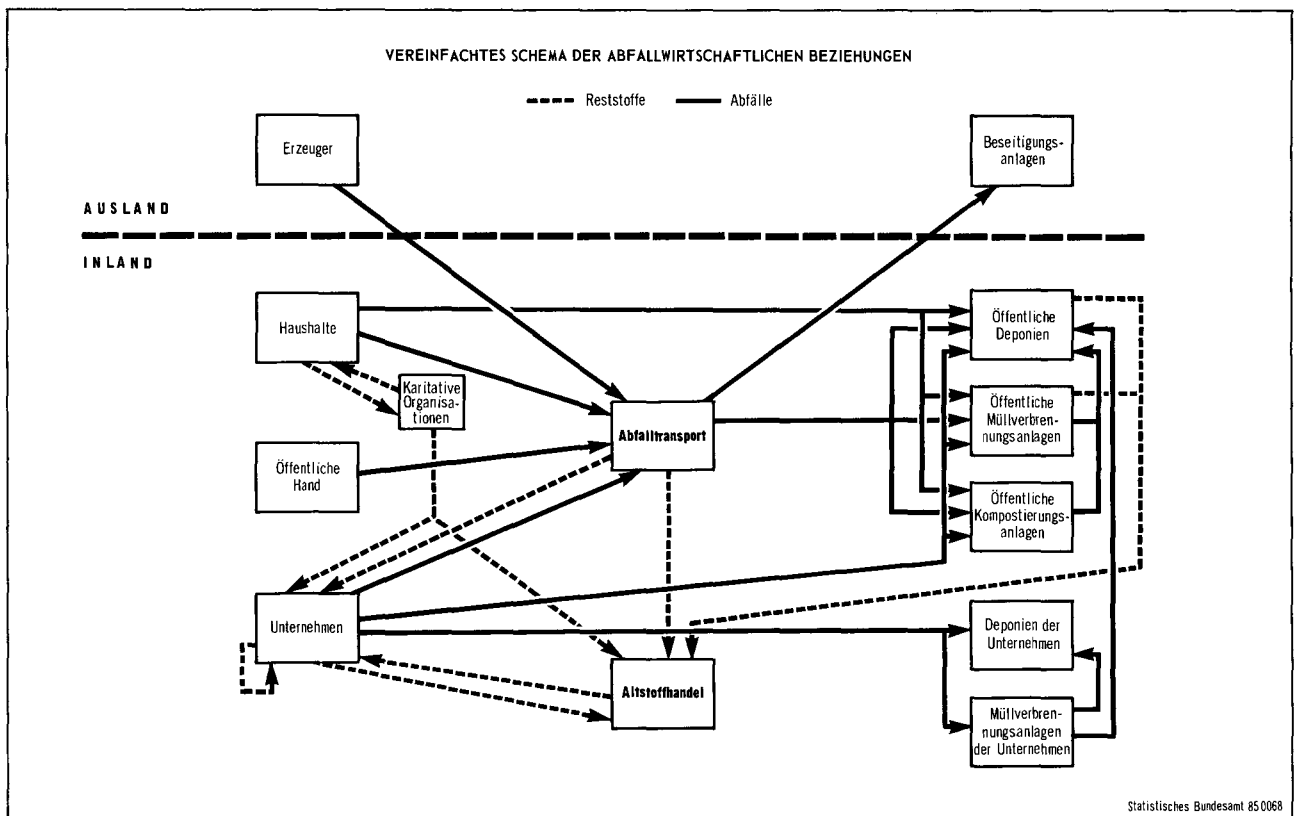 VEREINFACHTES SCHEMA DER ABFALLWIRTSCHAFTLICHEN BEZIEHUNGEN
Reststoffe
Abfälle
Erzeuger
Beseitigungs-
anlagen
AUSLAND
INLAND
Haushalte
Öffentliche
Deponien
Karitative
Organisa-
tionen
Abfalltransport
Öffentliche
Müllverbren-
nungsanlagen
Öffentliche
Hand
Öffentliche
Kompostierungs-
anlagen
Unternehmen
Deponien der
Unternehmen
Altstoffhandel
Müllverbren-
nungsanlagen
der Unternehmen
Statistisches Bundesamt 85 0068